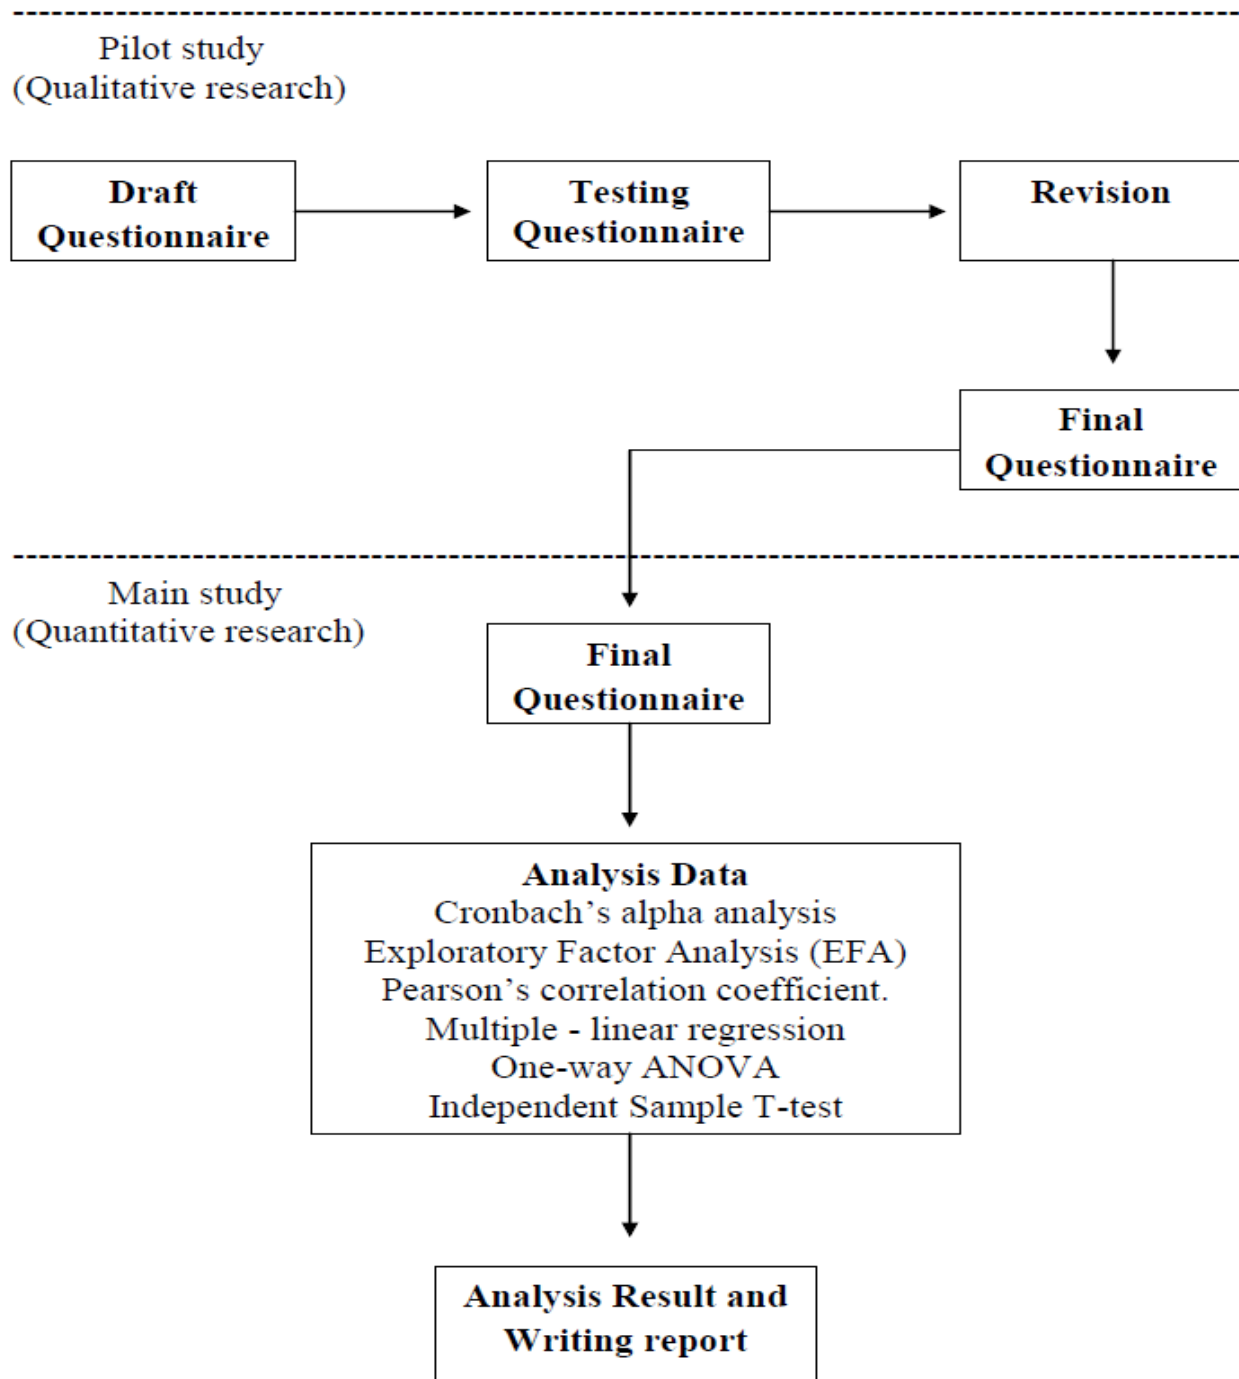 Pilot study
(Qualitative research)
Draft
Questionnaire
Testing
Questionnaire
Revision
Final
Questionnaire
Main study
(Quantitative research)
Final
Questionnaire
Analysis Data
Cronbach’s alpha analysis
Exploratory Factor Analysis (EFA)
Pearson’s correlation coefficient.
Multiple - linear regression
One-way ANOVA
Independent Sample T-test
Analysis Result and
Writing report